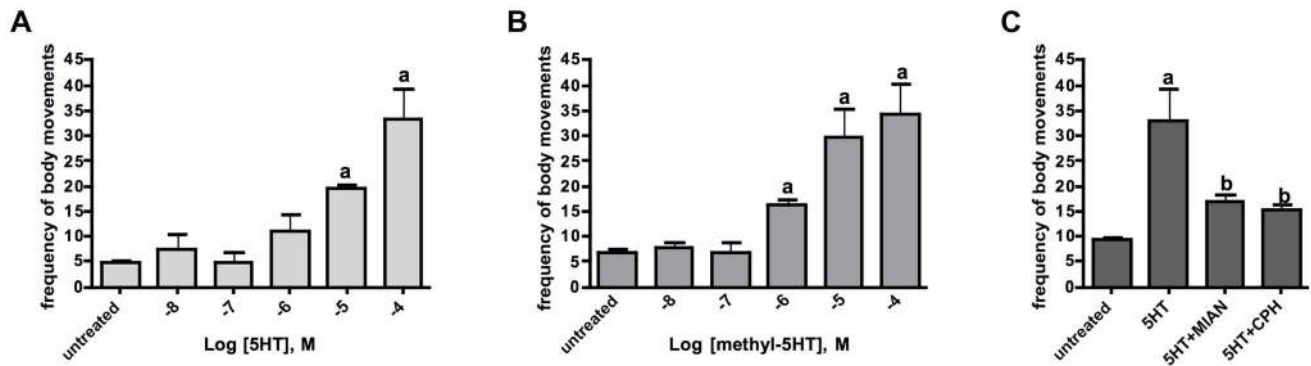 A
frequency of body movements
45
40
35
30
25
20
15
10
5
0
a
a
untreated
-8
-7
-6
-5
-4
Log [5HT], M
B
frequency of body movements
45
40
35
30
25
20
15
10
5
0
a
a
a
untreated
-8
-7
-6
-5
-4
Log [methyl-5HT], M
C
frequency of body movements
45
40
35
30
25
20
15
10
5
0
a
b
b
untreated
5HT
5HT+MIAN
5HT+CPH